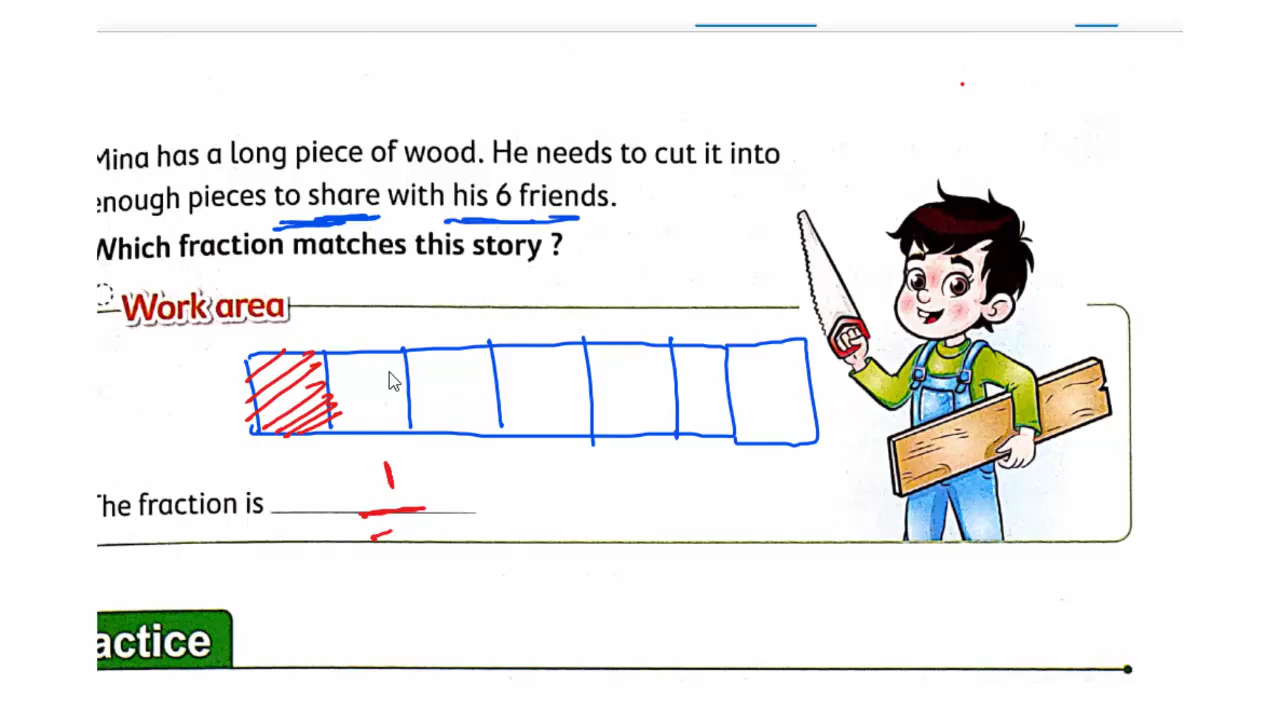 Mina has a long piece of wood. He needs to cut it into
enough pieces to share with his 6 friends.
Which fraction matches this story ?
Work area
The fraction is
1
actice